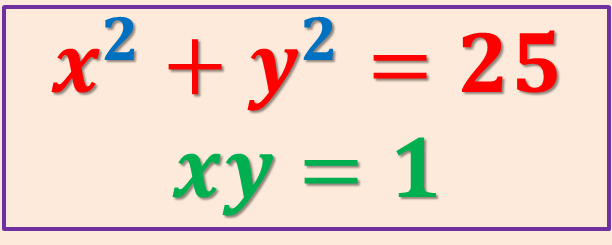 x² + y² = 25
xy = 1